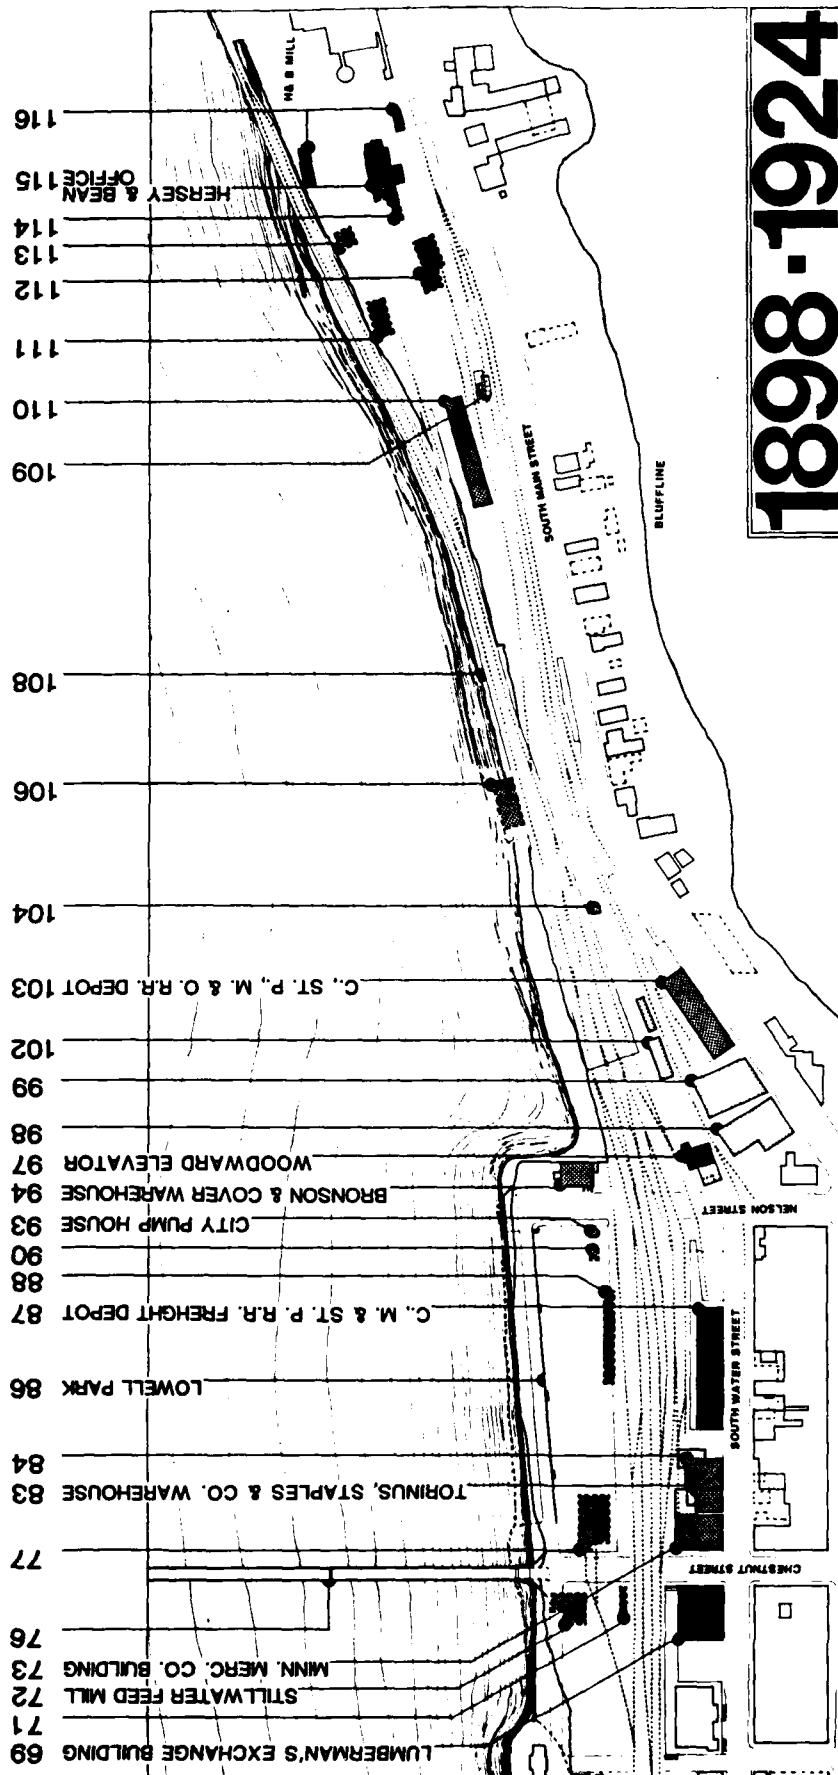 1898-1924
69 LUMBERMAN'S EXCHANGE BUILDING
71
72 STILLWATER FEED MILL
73 MINN. MERC. CO. BUILDING
76
77
83 TORINUS, STAPLES & CO. WAREHOUSE
84
86 LOWELL PARK
87 C., M. & ST. P. R.R. FREIGHT DEPOT
88
90
93 CITY PUMP HOUSE
94 BRONSON & COVER WAREHOUSE
97 WOODWARD ELEVATOR
98
99
102
103 C., ST. P., M. & O. R.R. DEPOT
104
106
108
109
110
111
112
113
114
115 HERSEY & BEAN
OFFICE
116
H& B MILL
SOUTH MAIN STREET
BLUFFLINE
NELSON STREET
SOUTH WATER STREET
CHESTNUT STREET